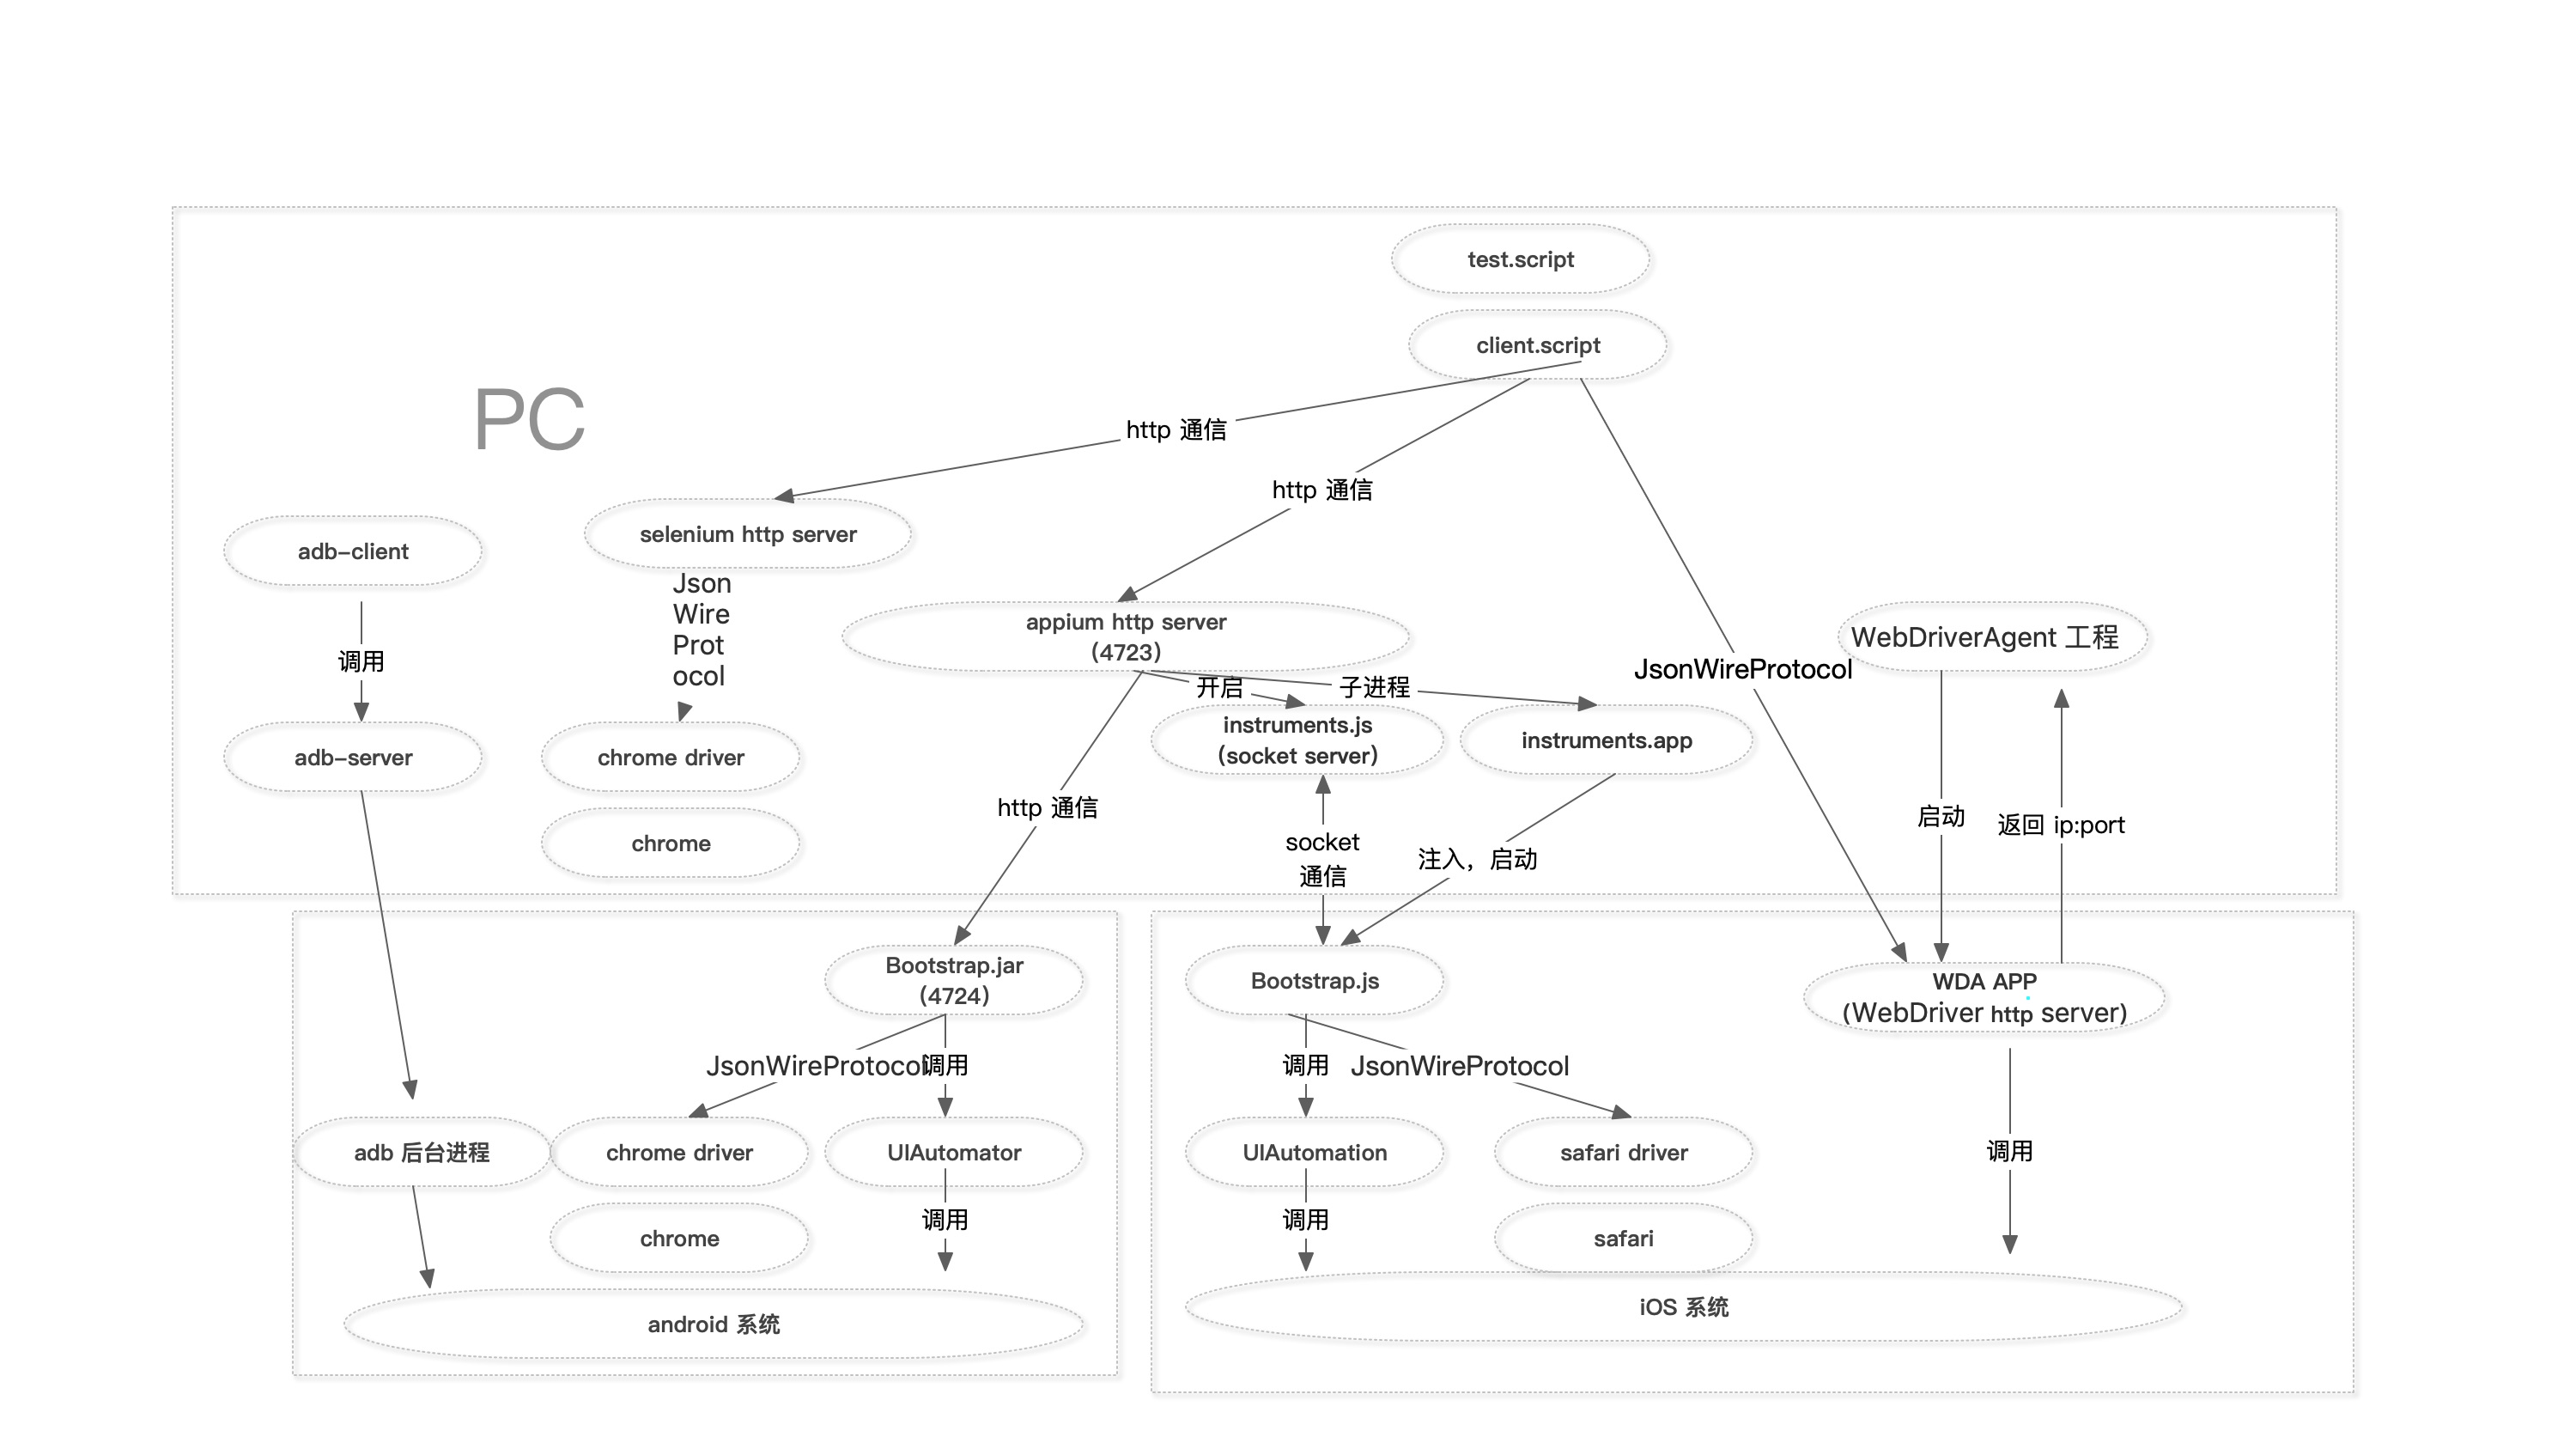 test.script
client.script
PC
http 通信
http 通信
selenium http server
adb-client
Json
Wire
Prot
ocol
appium http server
(4723)
WebDriverAgent 工程
调用
JsonWireProtocol
开启
子进程
instruments.js
(socket server)
instruments.app
adb-server
chrome driver
http 通信
启动
返回 ip:port
chrome
socket
通信
注入，启动
Bootstrap.jar
(4724)
Bootstrap.js
WDA APP
(WebDriver http server)
JsonWireProtocol
调用
调用
JsonWireProtocol
adb 后台进程
chrome driver
UIAutomator
UIAutomation
safari driver
调用
调用
chrome
调用
safari
android 系统
iOS 系统